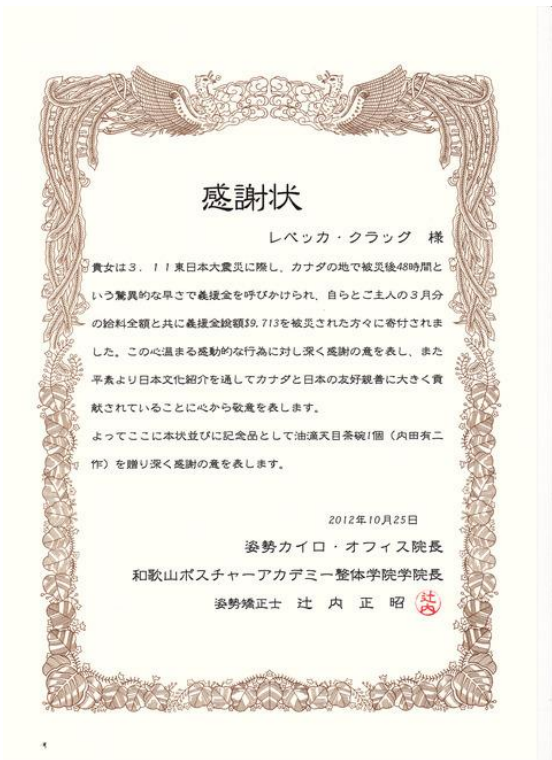 感謝状
レベッカ・クラッグ 様
貴女は3．11東日本大震災に際し、カナダの地で被災後48時間と
いう驚異的な早さで義援金を呼びかけられ、自らとご主人の3月分
の給料全額と共に義援金総額$9,713を被災された方々に寄付されま
した。この心温まる感動的な行為に対し深く感謝の意を表し、また
平素より日本文化紹介を通してカナダと日本の友好親善に大きく貢
献されていることに心から敬意を表します。
よってここに本状並びに記念品として油滴天目茶碗1個（内田有二
作）を贈り深く感謝の意を表します。
2012年10月25日
姿勢カイロ・オフィス院長
和歌山ポスチャーアカデミー整体学院学院長
姿勢矯正士 辻 内 正 昭 辻内